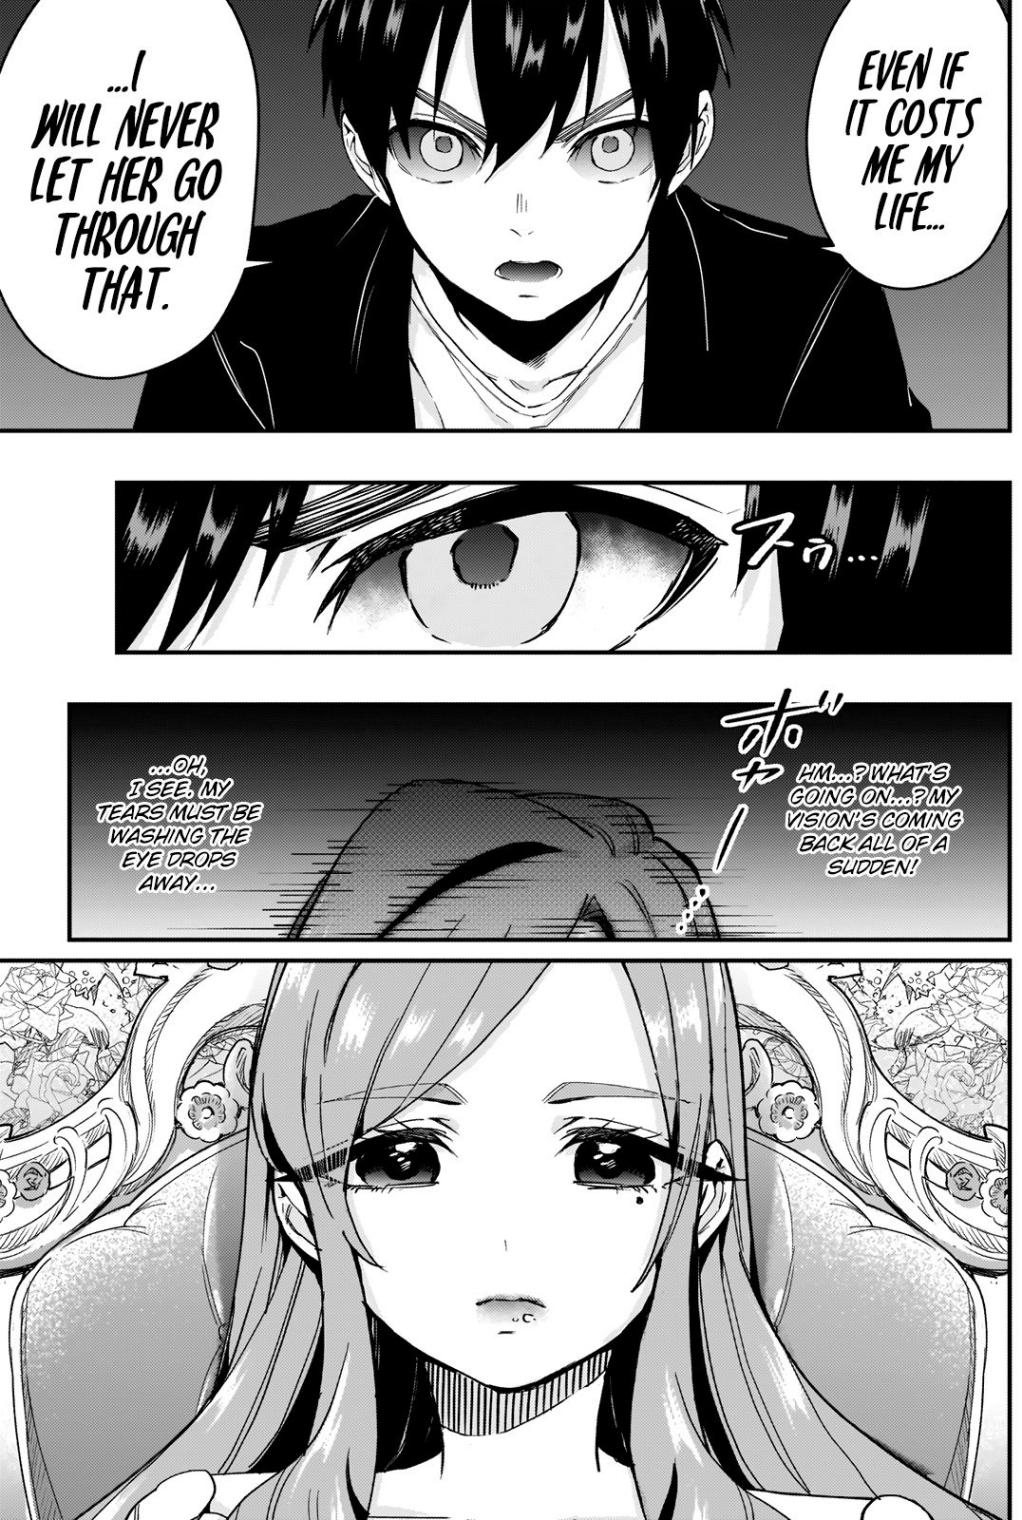 EVEN IF
IT COSTS
ME MY
LIFE...
...I
WILL NEVER
LET HER GO
THROUGH
THAT.
スゥ...
ボヤー...
HM...? WHAT'S
GOING ON...? MY
VISION'S COMING
BACK ALL OF A
SUDDEN!
...OH,
I SEE. MY
TEARS MUST BE
WASHING THE
EYE DROPS
AWAY...